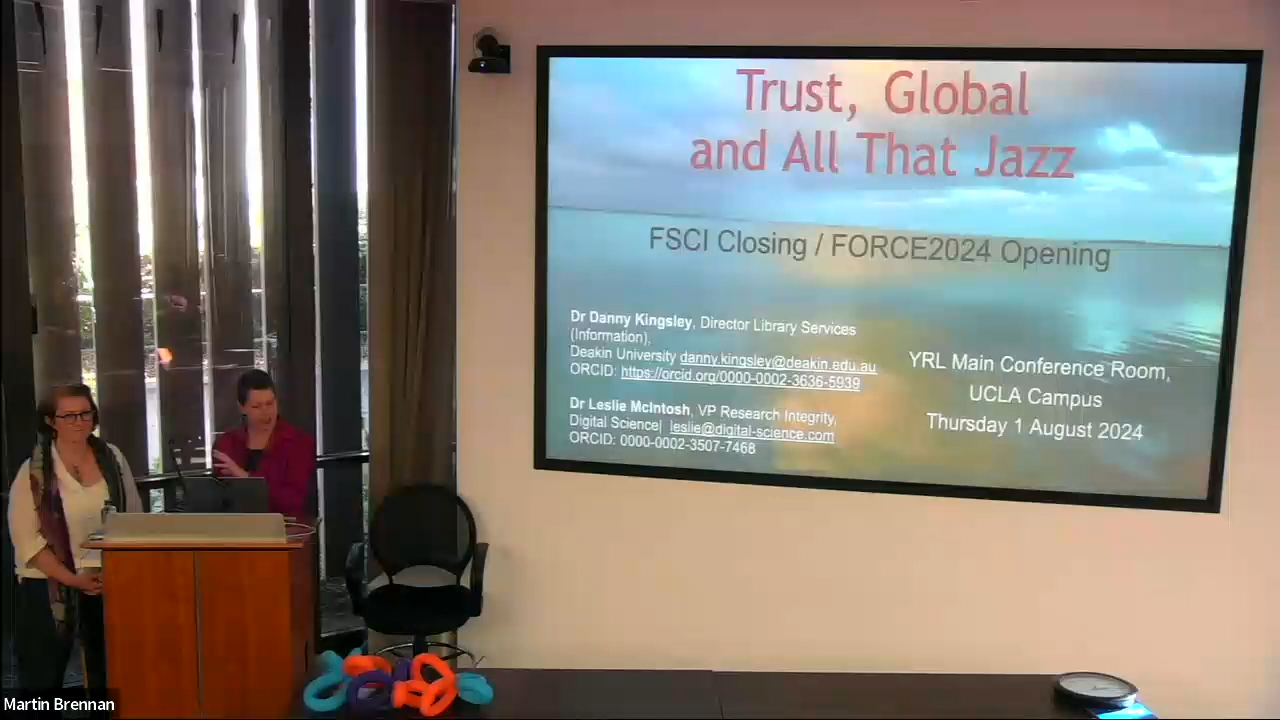 Trust, Global
and All That Jazz
FSCI Closing / FORCE2024 Opening
Dr Danny Kingsley, Director Library Services
(Information),
Deakin University danny.kingsley@deakin.edu.au
ORCID: https://orcid.org/0000-0002-3636-5939
Dr Leslie McIntosh, VP Research Integrity,
Digital Science| leslie@digital-science.com
ORCID: 0000-0002-3507-7468
YRL Main Conference Room,
UCLA Campus
Thursday 1 August 2024
Martin Brennan